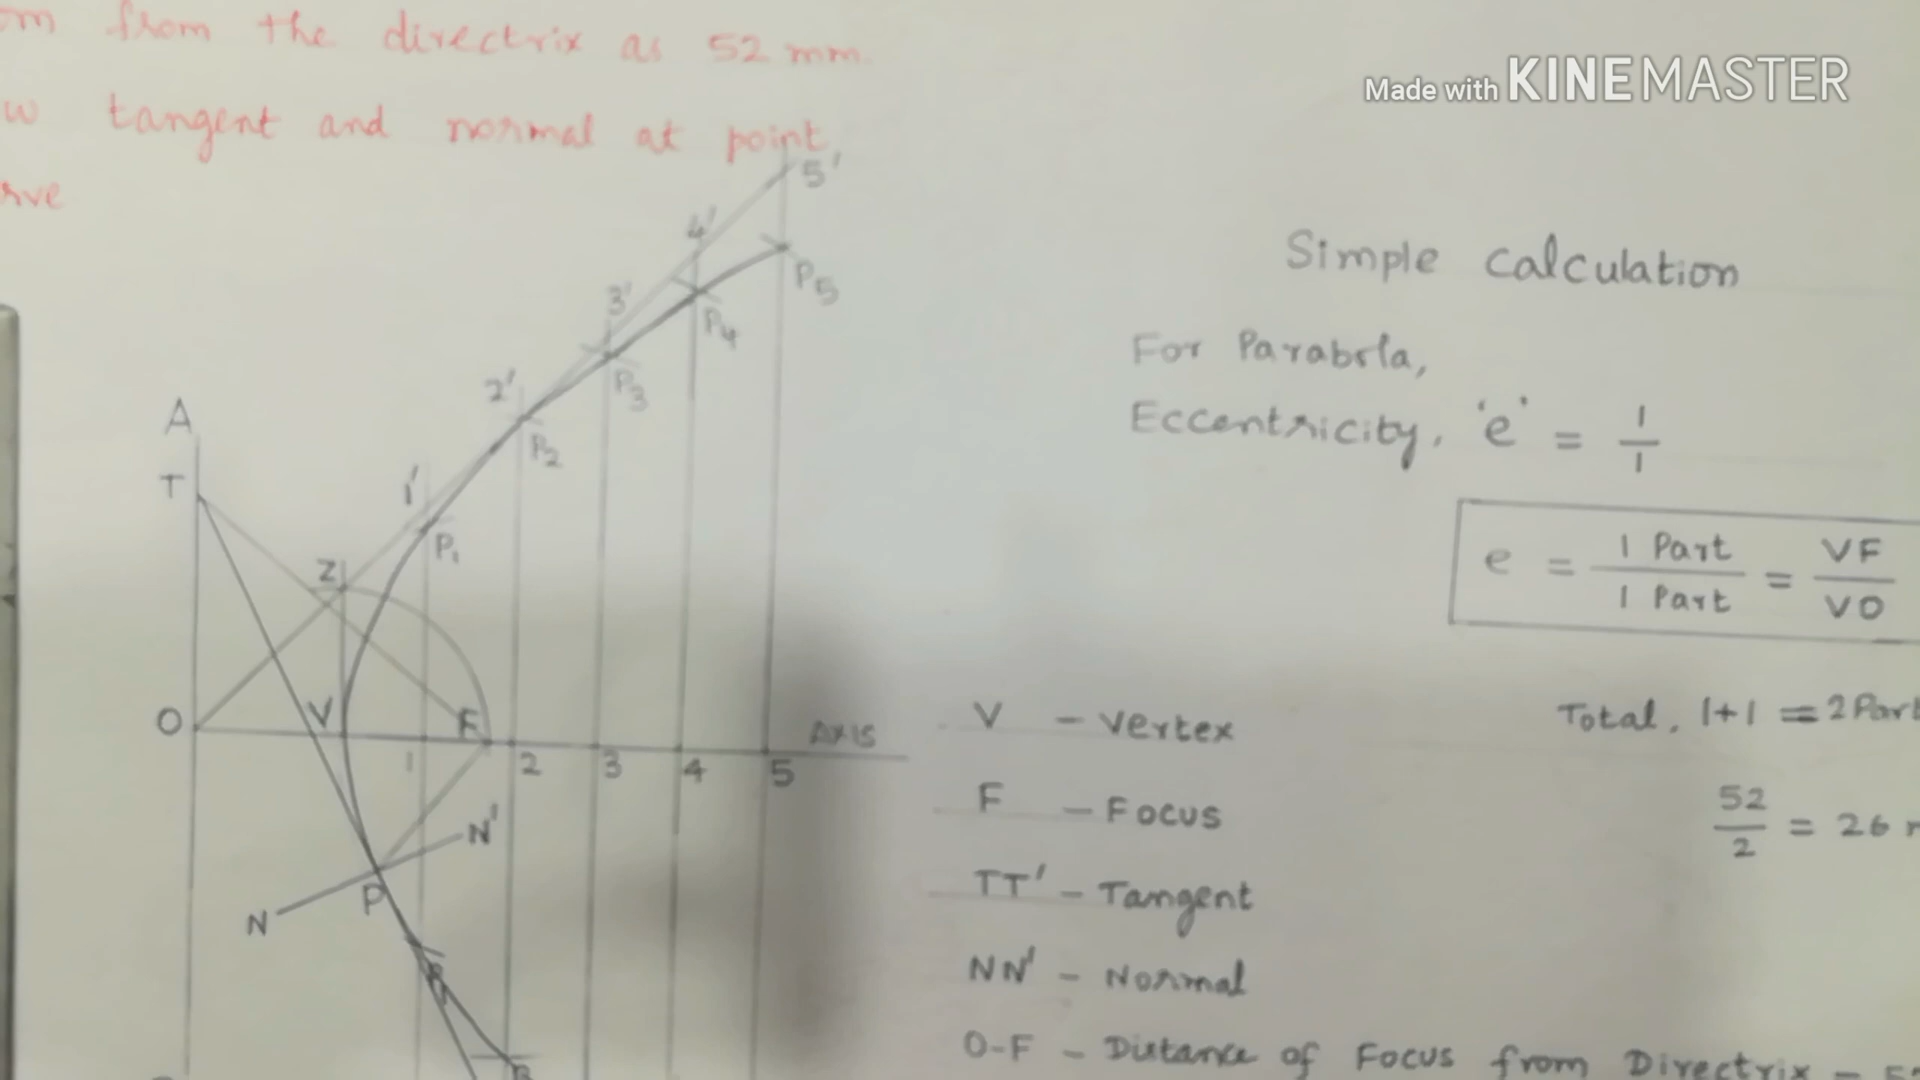 from the directrix as 52 mm.
Made with KINEMASTER
tangent and normal at point
5'
4'
Simple calculation
P5
3'
P4
For Parabola,
2'
P3
A
Eccentricity, 'e' = 1/1
P2
T
1'
P1
e = 1 Part / 1 Part = VF / VO
Z
O V F Axis
1 2 3 4 5
V - Vertex
Total, 1+1 = 2 Part
F - Focus
52/2 = 26
N'
P
N
TT' - Tangent
NN' - Normal
O-F - Distance of Focus from Directrix -